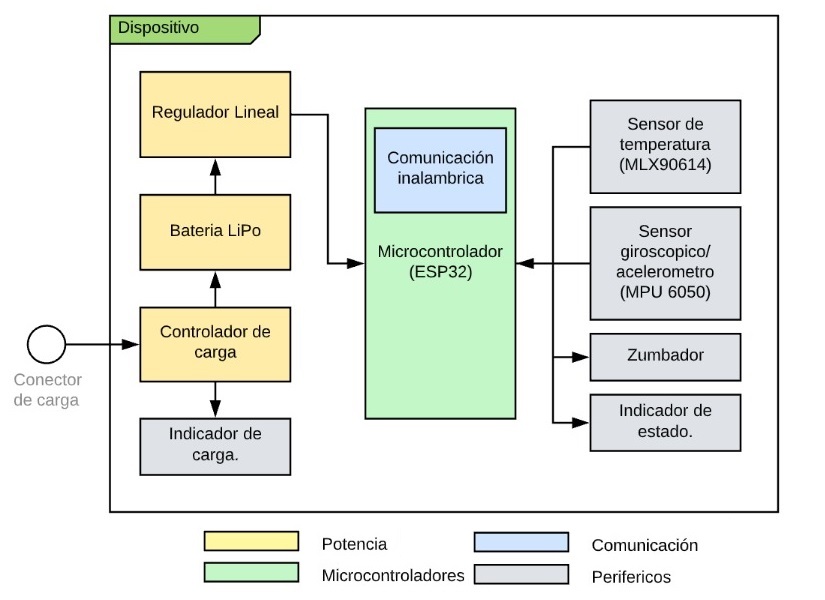 Dispositivo
Regulador Lineal
Bateria LiPo
Controlador de
carga
Indicador de
carga.
Conector
de carga
Comunicación
inalambrica
Microcontrolador
(ESP32)
Sensor de
temperatura
(MLX90614)
Sensor
giroscopico/
acelerometro
(MPU 6050)
Zumbador
Indicador de
estado.
Potencia
Comunicación
Microcontroladores
Perifericos